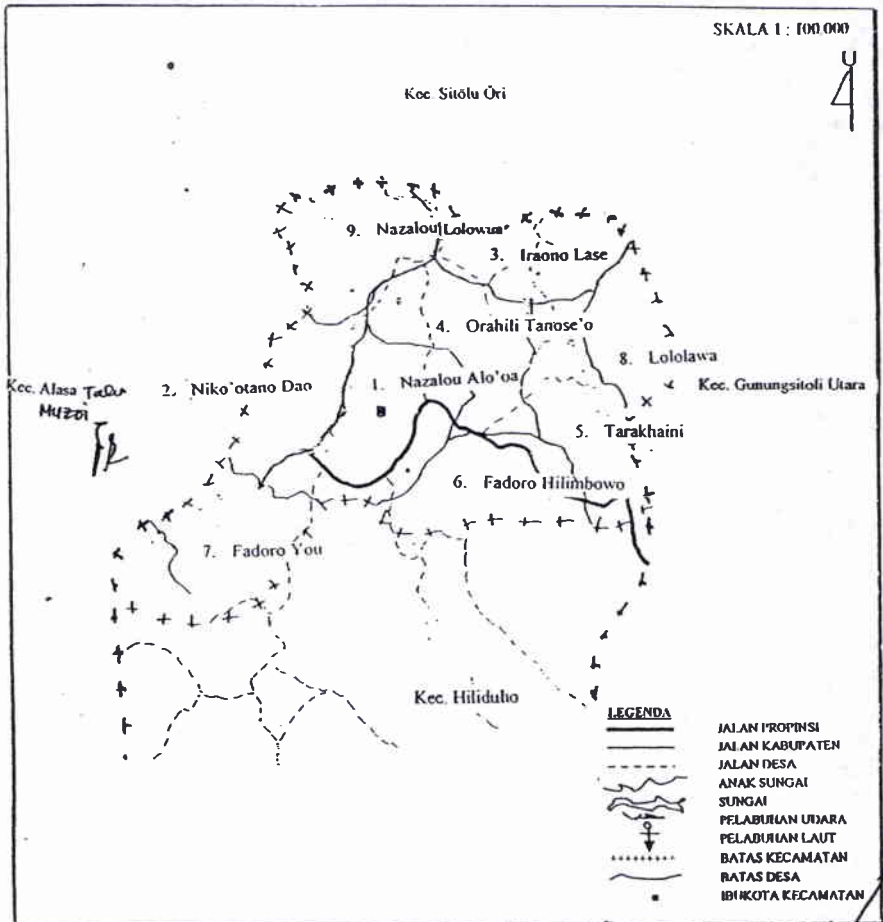 SKALA 1 : 100.000
U
Kec. Sitölu Öri
9. Nazalou Lolowua
3. Iraono Lase
4. Orahili Tanose'o
8. Lololawa
Kec. Alasa Talu
Muzoi
2. Niko'otano Dao
1. Nazalou Alo'oa
Kec. Gunungsitoli Utara
5. Tarakhaini
6. Fadoro Hilimbowo
7. Fadoro You
Kec. Hiliduho
LEGENDA
JALAN PROPINSI
JALAN KABUPATEN
JALAN DESA
ANAK SUNGAI
SUNGAI
PELABUHAN UDARA
PELABUHAN LAUT
BATAS KECAMATAN
BATAS DESA
IBUKOTA KECAMATAN